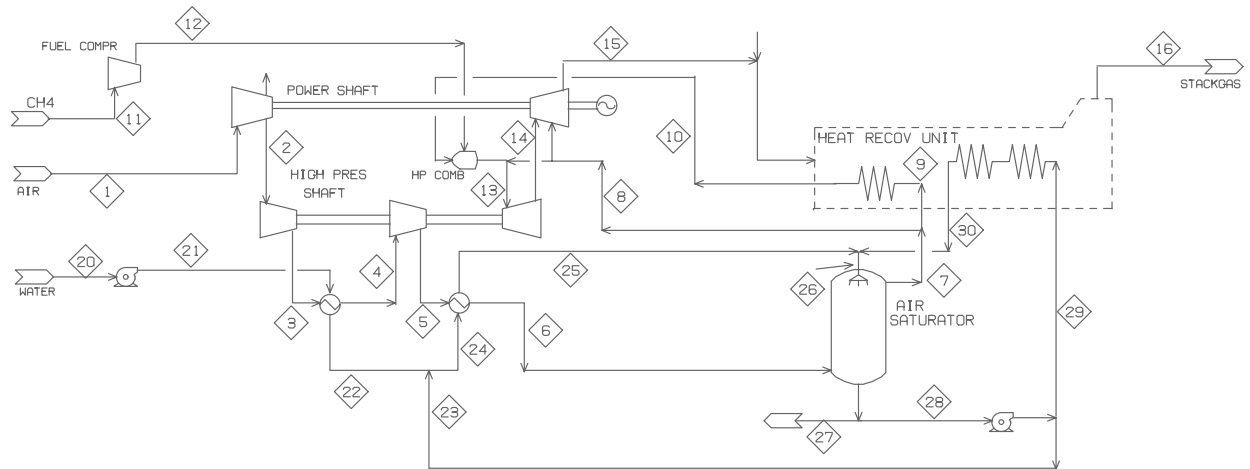 12
15
16
FUEL COMPR
STACKGAS
POWER SHAFT
CH4
11
14
10
HEAT RECOV UNIT
2
9
HIGH PRES
SHAFT
HP COMB
AIR
1
13
8
30
21
20
WATER
4
25
26
7
3
5
6
AIR
SATURATOR
29
24
22
23
28
27